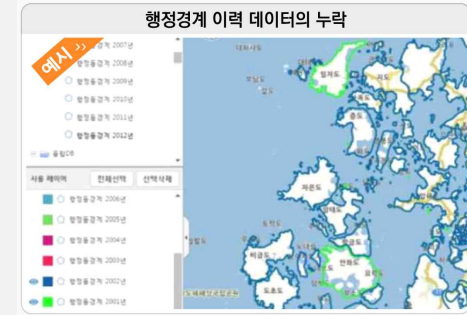 행정경계 이력 데이터의 누락
예시
행정동경계 2007년
행정동경계 2008년
행정동경계 2009년
행정동경계 2010년
행정동경계 2011년
행정동경계 2012년
사용 레이어
전체선택
선택삭제
행정동경계 2006년
행정동경계 2005년
행정동경계 2004년
행정동경계 2003년
행정동경계 2002년
행정동경계 2001년
임자도
지도
증도
자은도
암태도
비금도
팔금도
안좌도
도초도